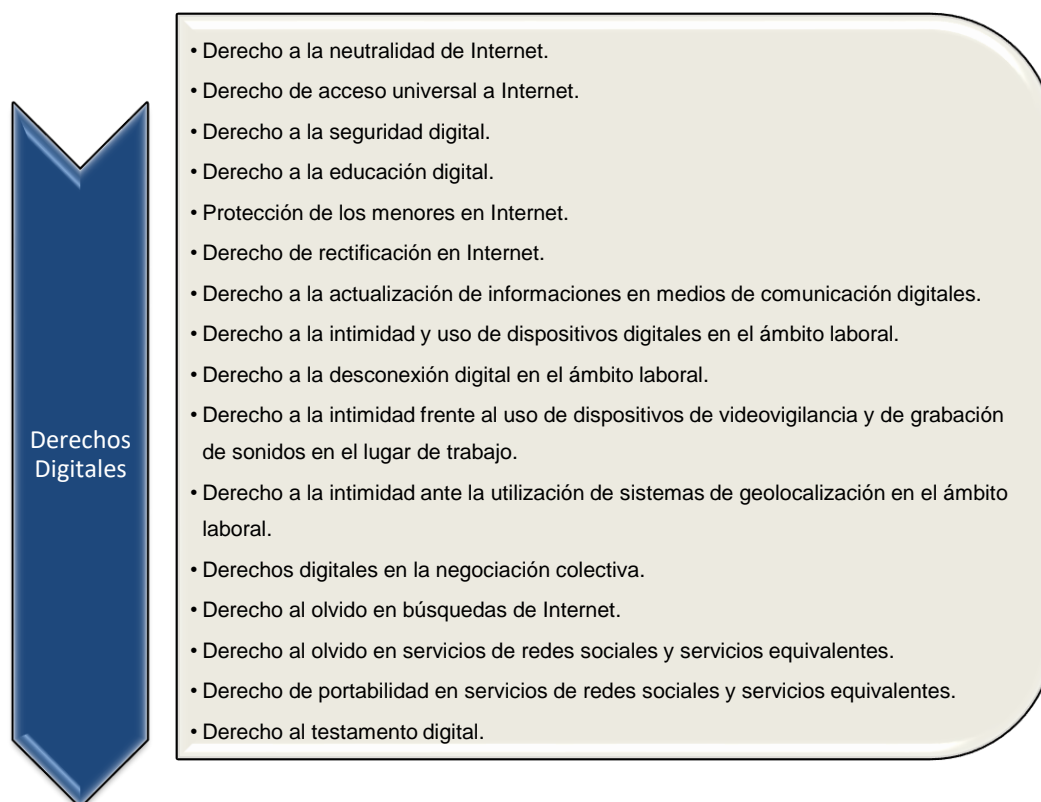 • Derecho a la neutralidad de Internet.
• Derecho de acceso universal a Internet.
• Derecho a la seguridad digital.
• Derecho a la educación digital.
• Protección de los menores en Internet.
• Derecho de rectificación en Internet.
• Derecho a la actualización de informaciones en medios de comunicación digitales.
• Derecho a la intimidad y uso de dispositivos digitales en el ámbito laboral.
• Derecho a la desconexión digital en el ámbito laboral.
• Derecho a la intimidad frente al uso de dispositivos de videovigilancia y de grabación
de sonidos en el lugar de trabajo.
• Derecho a la intimidad ante la utilización de sistemas de geolocalización en el ámbito
laboral.
• Derechos digitales en la negociación colectiva.
• Derecho al olvido en búsquedas de Internet.
• Derecho al olvido en servicios de redes sociales y servicios equivalentes.
• Derecho de portabilidad en servicios de redes sociales y servicios equivalentes.
• Derecho al testamento digital.
Derechos
Digitales